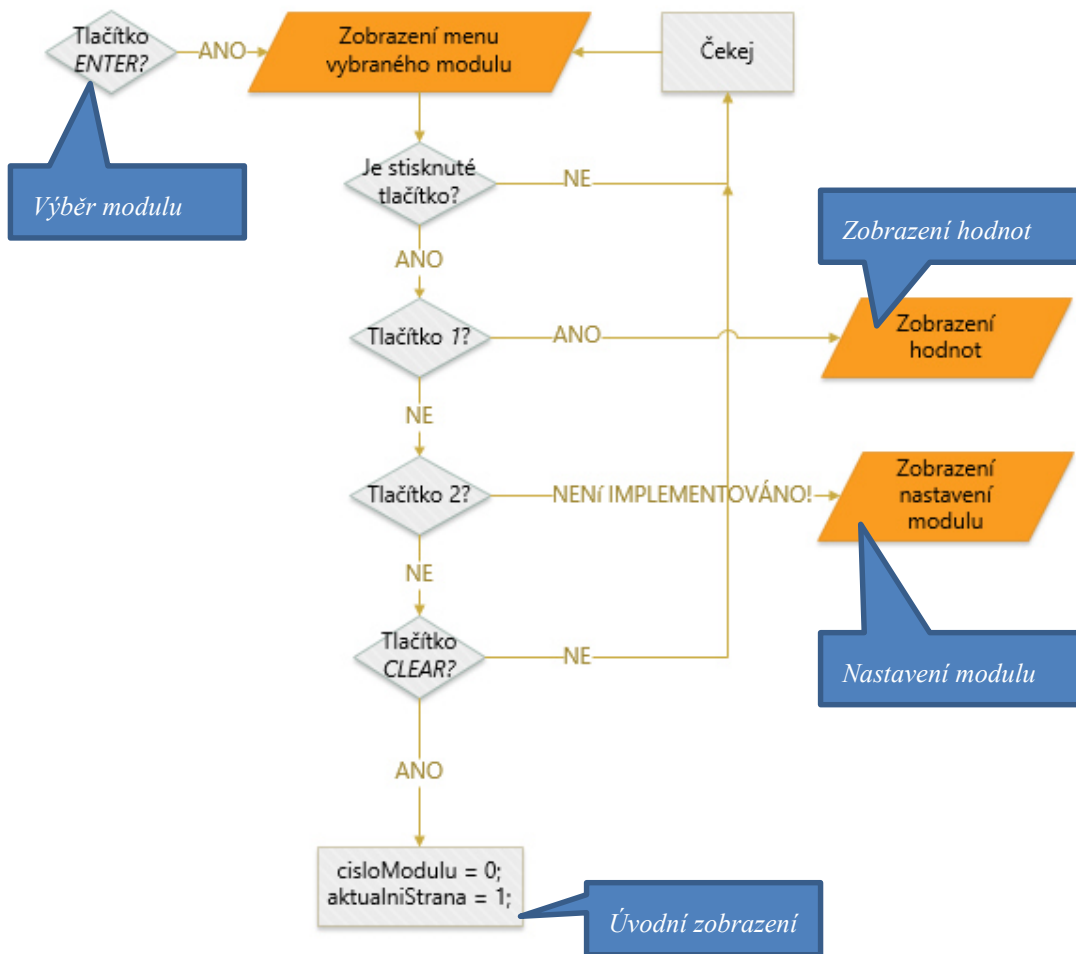 Tlačítko
ENTER?
ANO
Zobrazení menu
vybraného modulu
Čekej
Výběr modulu
Je stisknuté
tlačítko?
NE
ANO
Zobrazení hodnot
Tlačítko 1?
ANO
Zobrazení
hodnot
NE
Tlačítko 2?
NENí IMPLEMENTOVÁNO!
Zobrazení
nastavení
modulu
NE
Tlačítko
CLEAR?
NE
Nastavení modulu
ANO
cisloModulu = 0;
aktualniStrana = 1;
Úvodní zobrazení